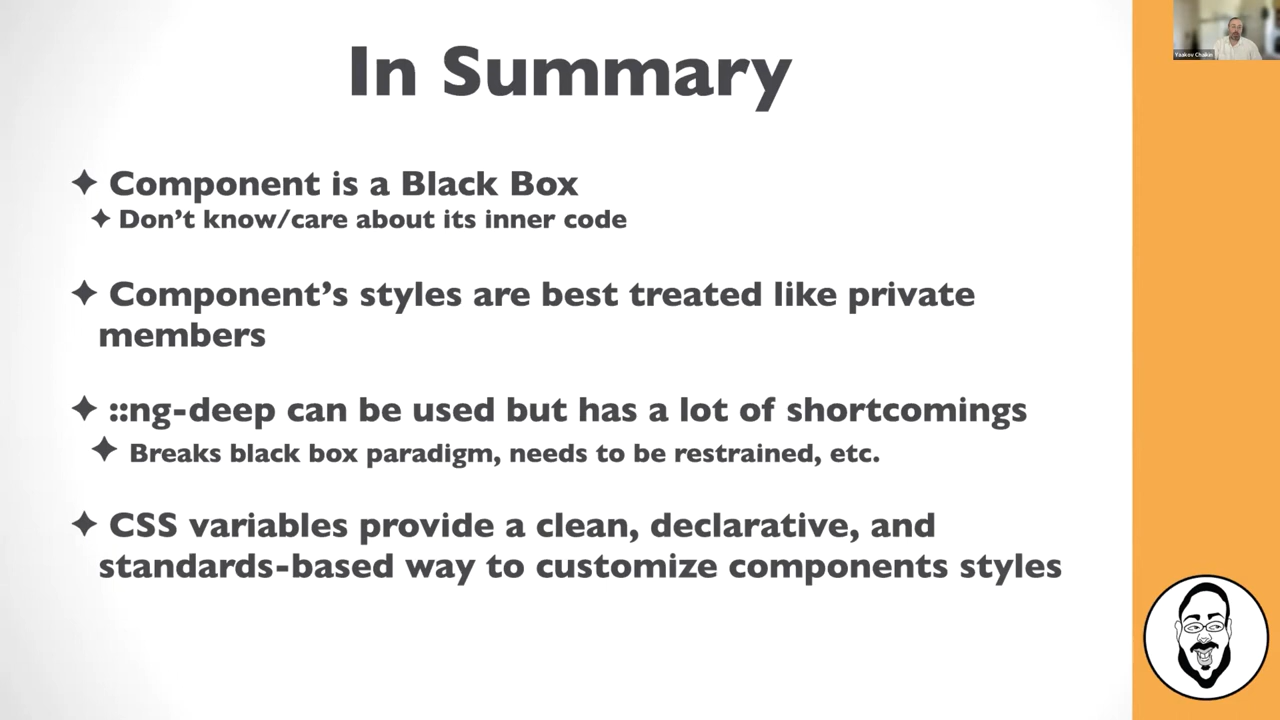 In Summary
Yaakov Chaikin
✦ Component is a Black Box
✦ Don't know/care about its inner code
✦ Component's styles are best treated like private
members
✦ ::ng-deep can be used but has a lot of shortcomings
✦ Breaks black box paradigm, needs to be restrained, etc.
✦ CSS variables provide a clean, declarative, and
standards-based way to customize components styles